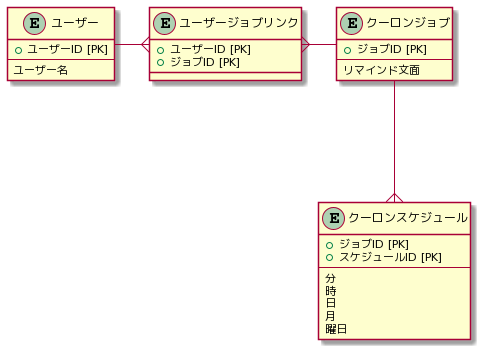 E ユーザー
ユーザーID [PK]
ユーザー名
E ユーザージョブリンク
ユーザーID [PK]
ジョブID [PK]
E クーロンジョブ
ジョブID [PK]
リマインド文面
E クーロンスケジュール
ジョブID [PK]
スケジュールID [PK]
分
時
日
月
曜日